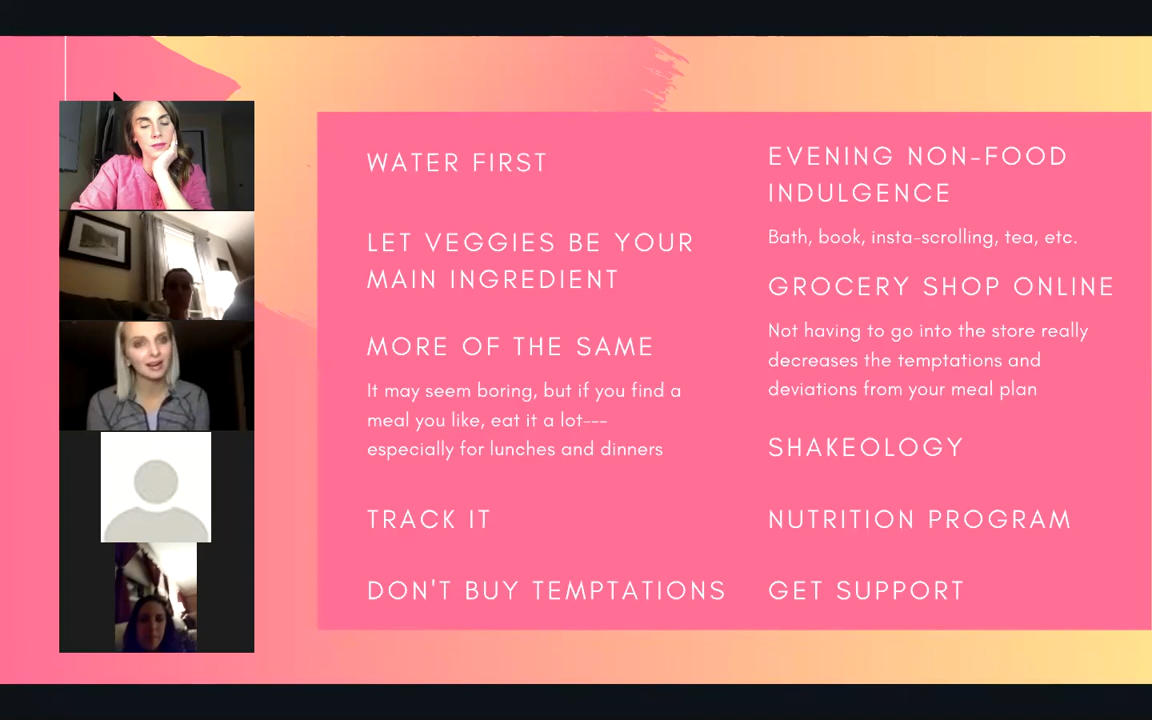 WATER FIRST
LET VEGGIES BE YOUR
MAIN INGREDIENT
MORE OF THE SAME
It may seem boring, but if you find a
meal you like, eat it a lot---
especially for lunches and dinners
TRACK IT
DON'T BUY TEMPTATIONS
EVENING NON-FOOD
INDULGENCE
Bath, book, insta-scrolling, tea, etc.
GROCERY SHOP ONLINE
Not having to go into the store really
decreases the temptations and
deviations from your meal plan
SHAKEOLOGY
NUTRITION PROGRAM
GET SUPPORT